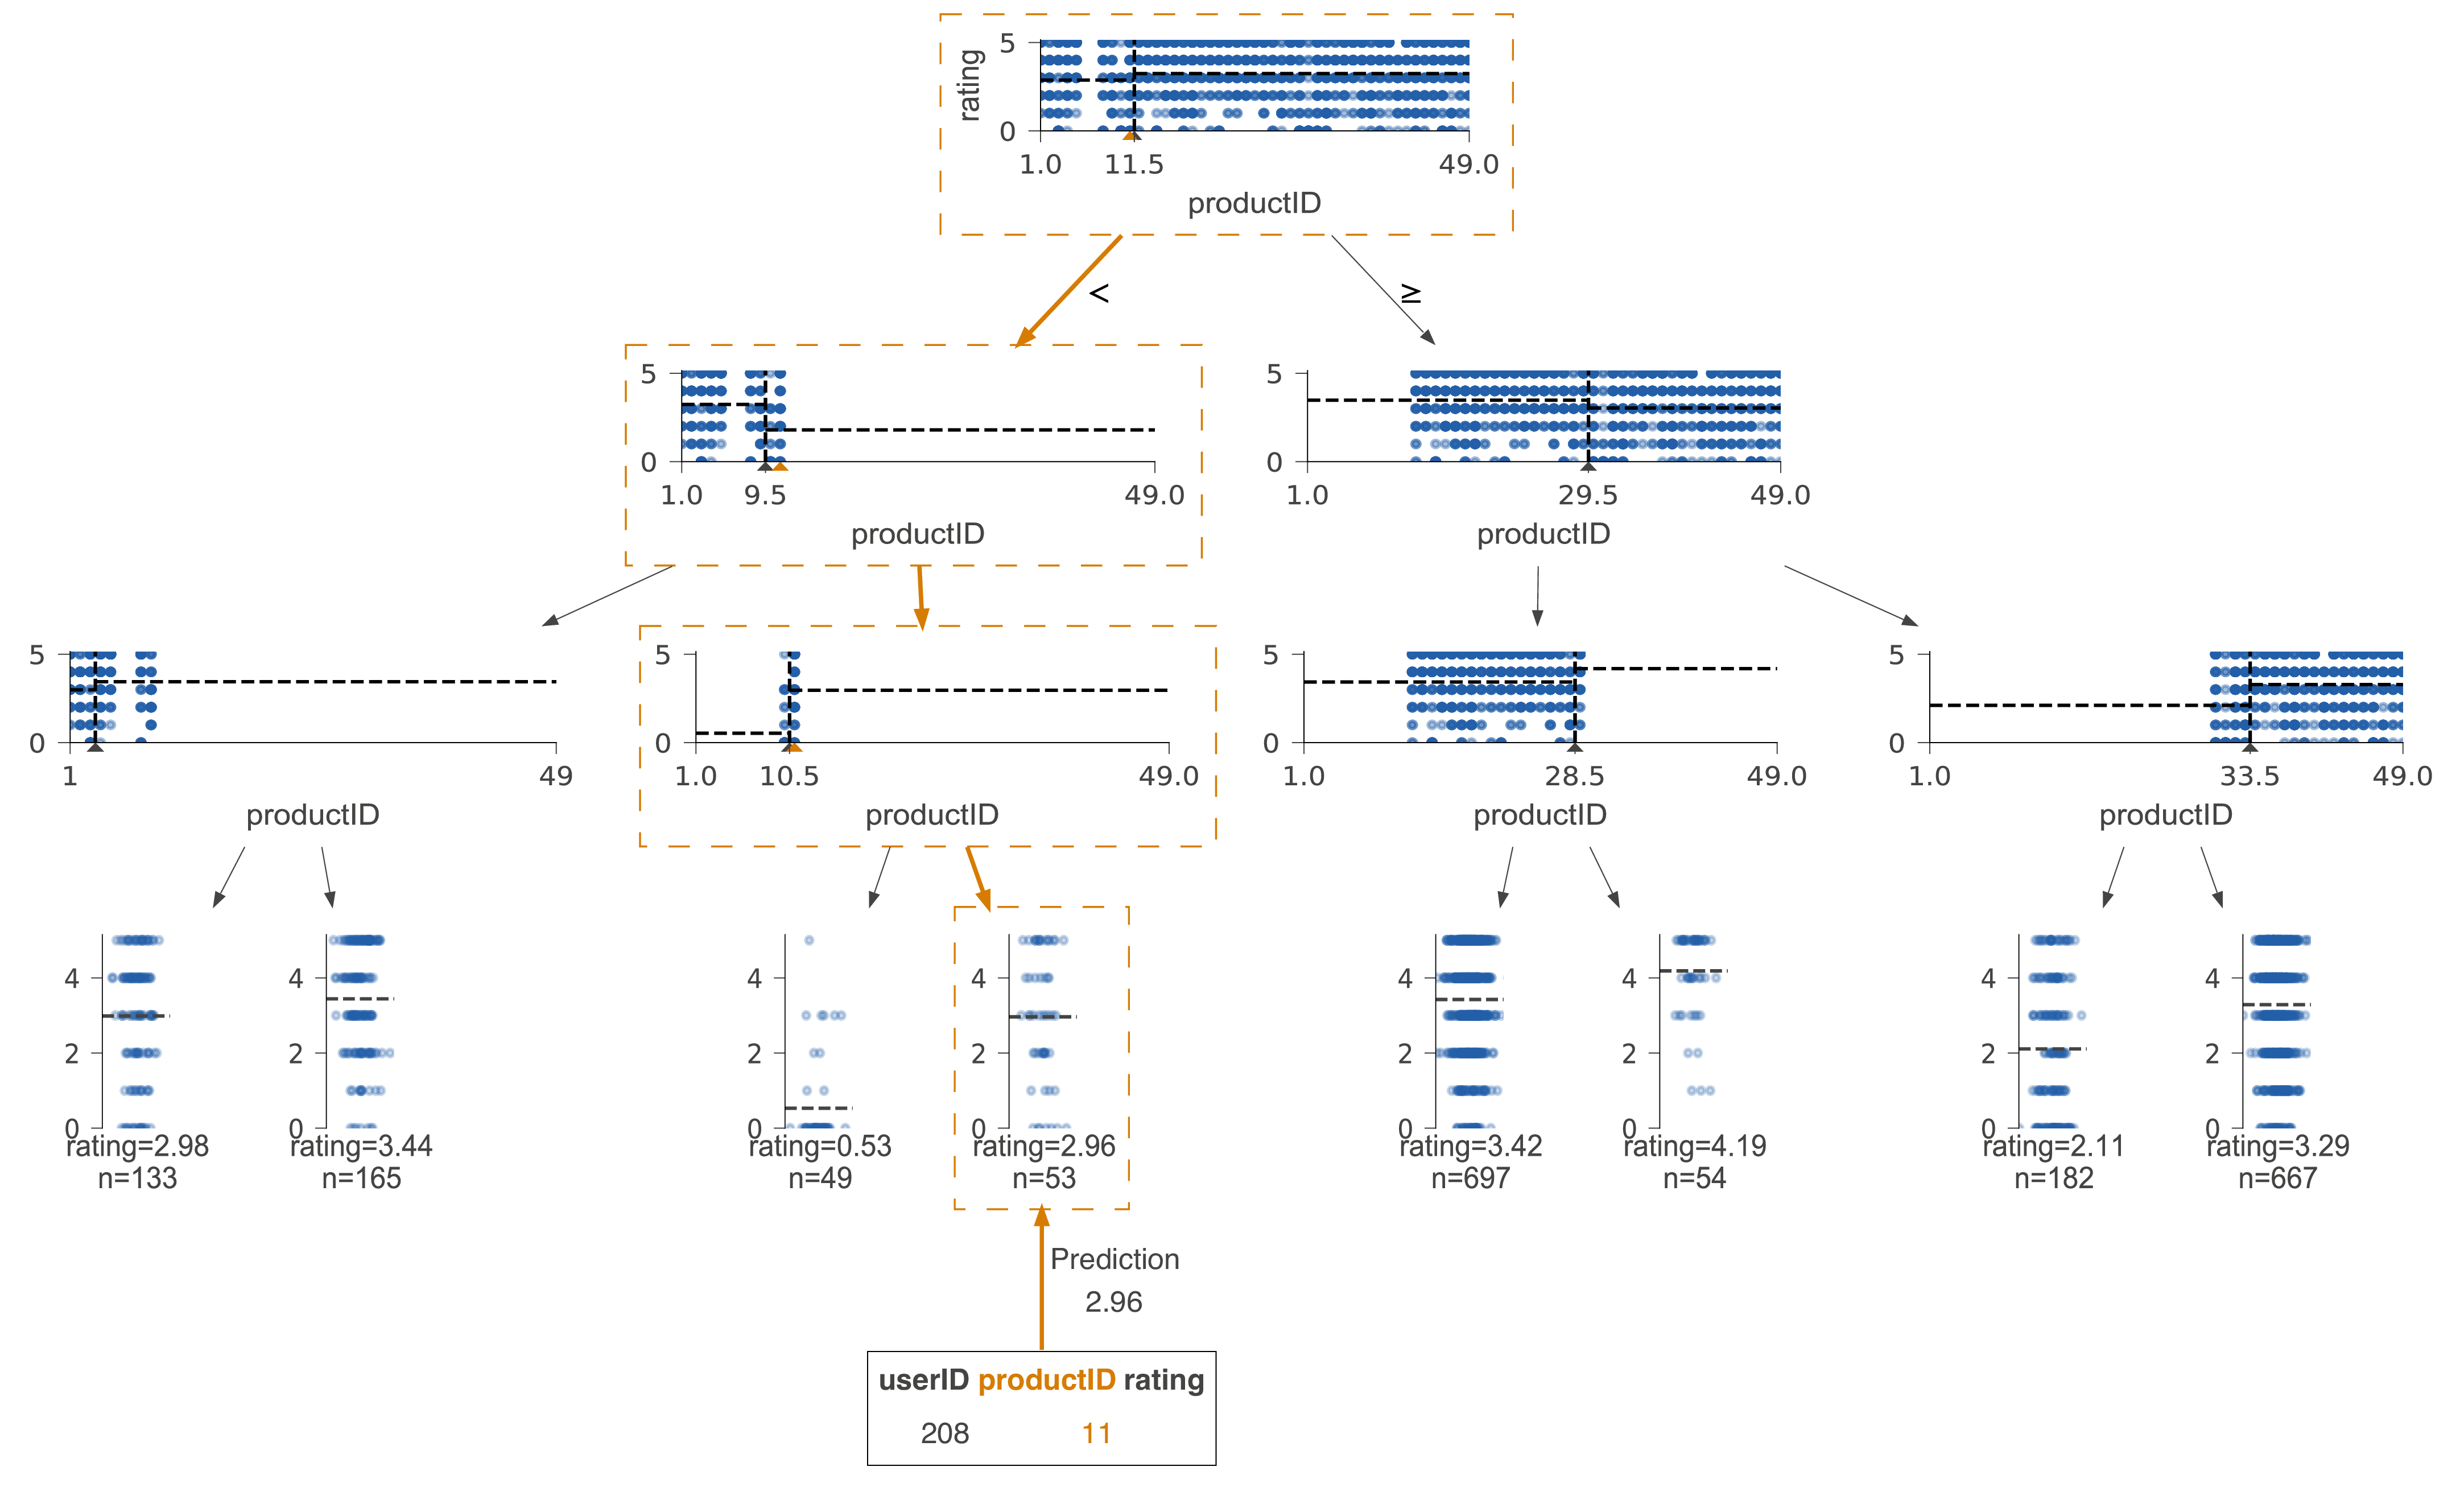 5
rating
0
1.0 11.5 49.0
productID
< ≥
5
0
1.0 9.5 49.0
productID
5
0
1.0 29.5 49.0
productID
5
0
1 49
productID
5
0
1.0 10.5 49.0
productID
5
0
1.0 28.5 49.0
productID
5
0
1.0 33.5 49.0
productID
4
2
0
rating=2.98
n=133
4
2
0
rating=3.44
n=165
4
2
0
rating=0.53
n=49
4
2
0
rating=2.96
n=53
4
2
0
rating=3.42
n=697
4
2
0
rating=4.19
n=54
4
2
0
rating=2.11
n=182
4
2
0
rating=3.29
n=667
Prediction
2.96
userID productID rating
208 11